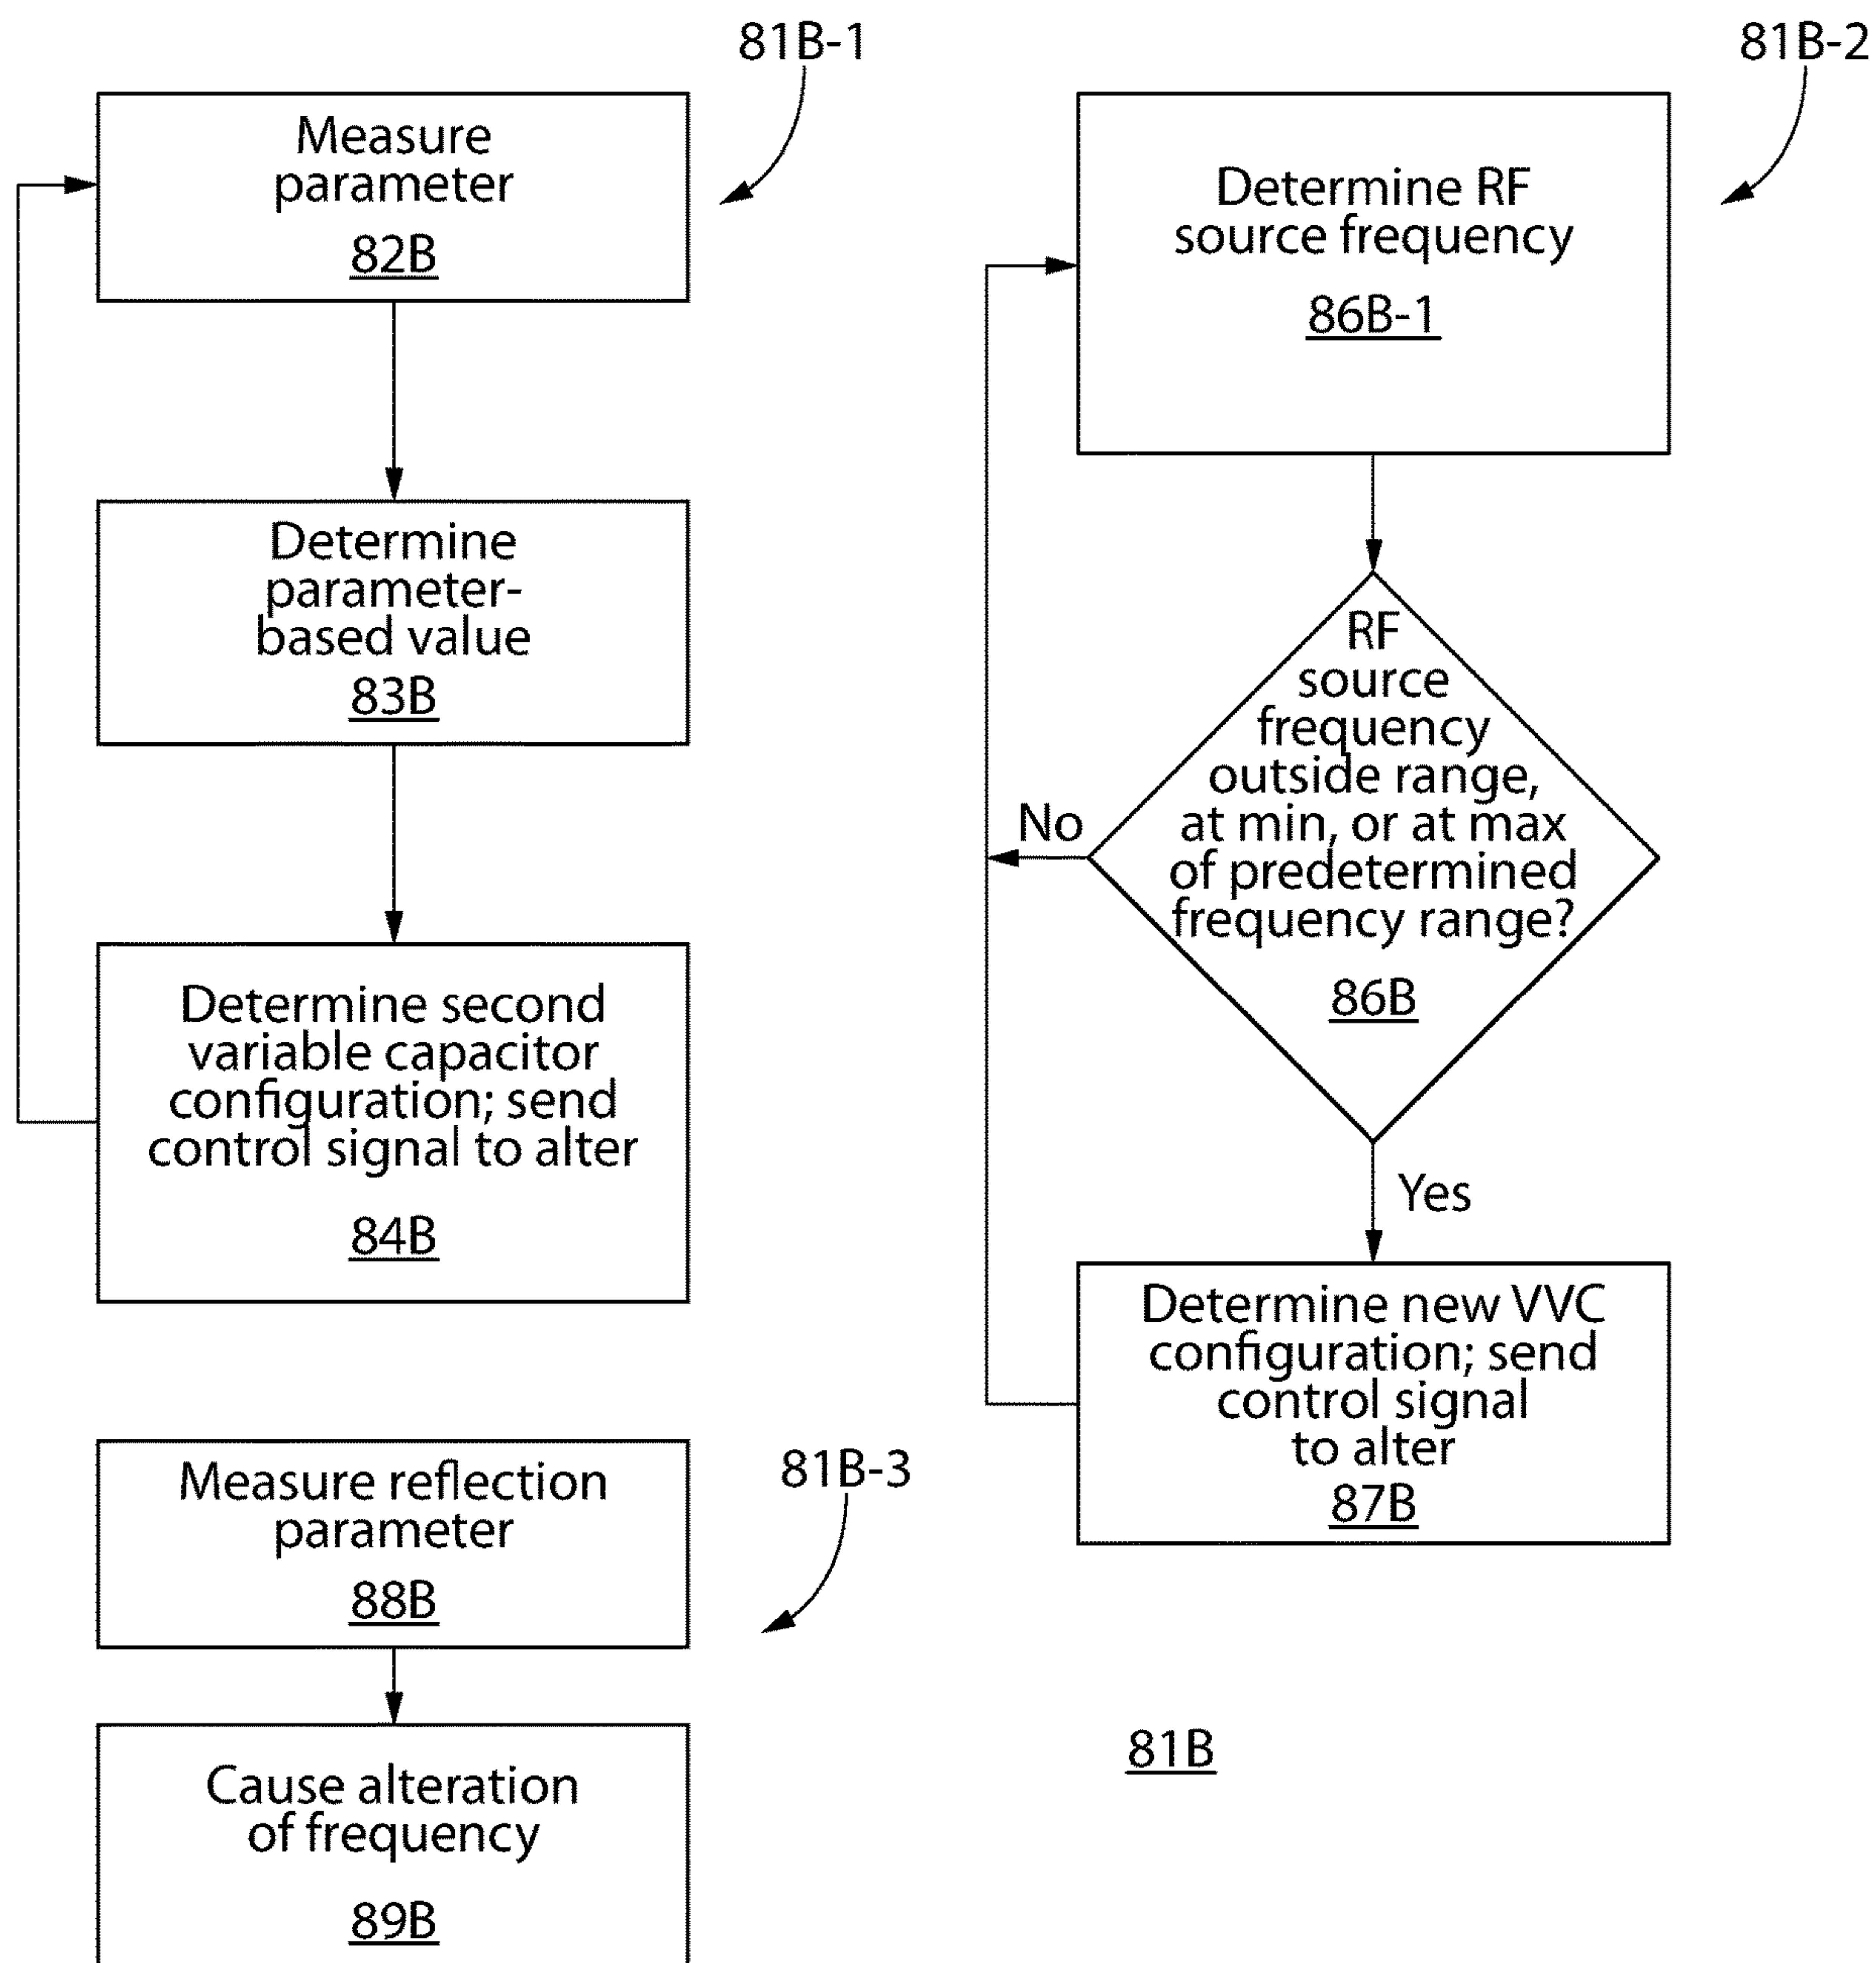 81B-1
Measure
parameter
82B
Determine
parameter-
based value
83B
Determine second
variable capacitor
configuration; send
control signal to alter
84B
81B-2
Determine RF
source frequency
86B-1
RF
source
frequency
outside range,
at min, or at max
of predetermined
frequency range?
86B
No
Yes
Determine new VVC
configuration; send
control signal
to alter
87B
81B-3
Measure reflection
parameter
88B
Cause alteration
of frequency
89B
81B